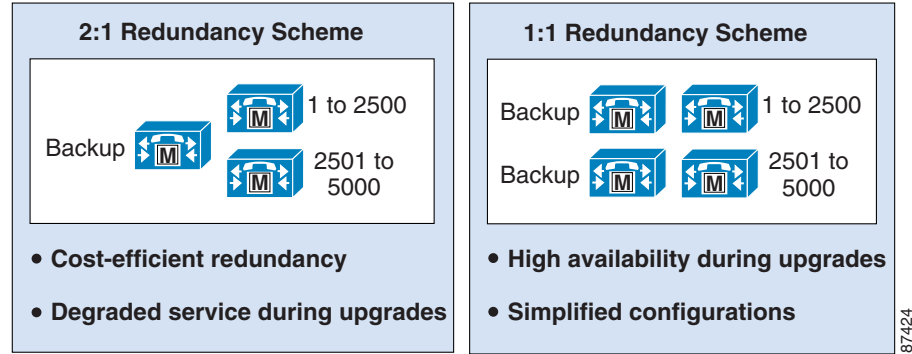 2:1 Redundancy Scheme
Backup
M
M
1 to 2500
M
2501 to
5000
• Cost-efficient redundancy
• Degraded service during upgrades
1:1 Redundancy Scheme
Backup
M
M
1 to 2500
Backup
M
M
2501 to
5000
• High availability during upgrades
• Simplified configurations
87424